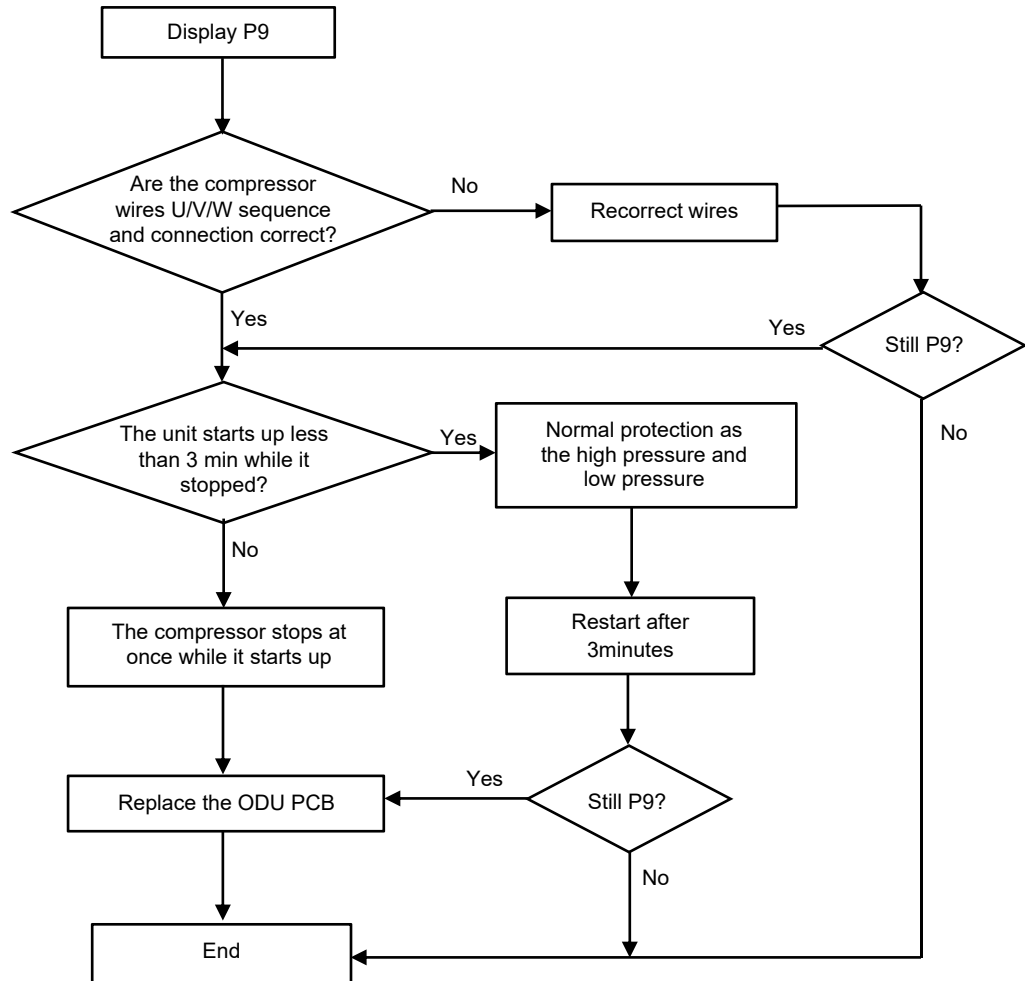 Display P9
Are the compressor
wires U/V/W sequence
and connection correct?
No
Recorrect wires
Yes
Yes
Still P9?
The unit starts up less
than 3 min while it
stopped?
Yes
Normal protection as
the high pressure and
low pressure
No
No
The compressor stops at
once while it starts up
Restart after
3minutes
Replace the ODU PCB
Yes
Still P9?
No
End